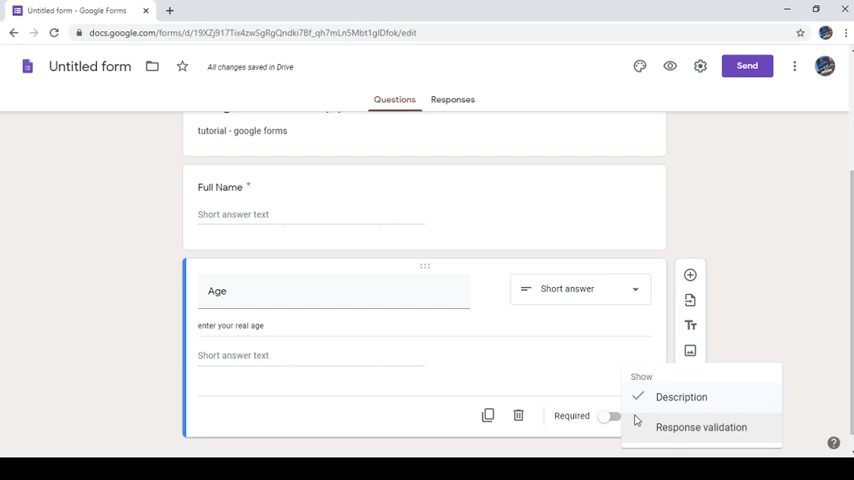 Untitled form - Google Forms
docs.google.com/forms/d/19XZj917Tix4zwSgRgQndki7Bf_qh7mLn5Mbt1glDfok/edit
Untitled form
All changes saved in Drive
Send
Questions
Responses
tutorial - google forms
Full Name *
Short answer text
Age
Short answer
enter your real age
Short answer text
Tт
Show
Description
Required
Response validation